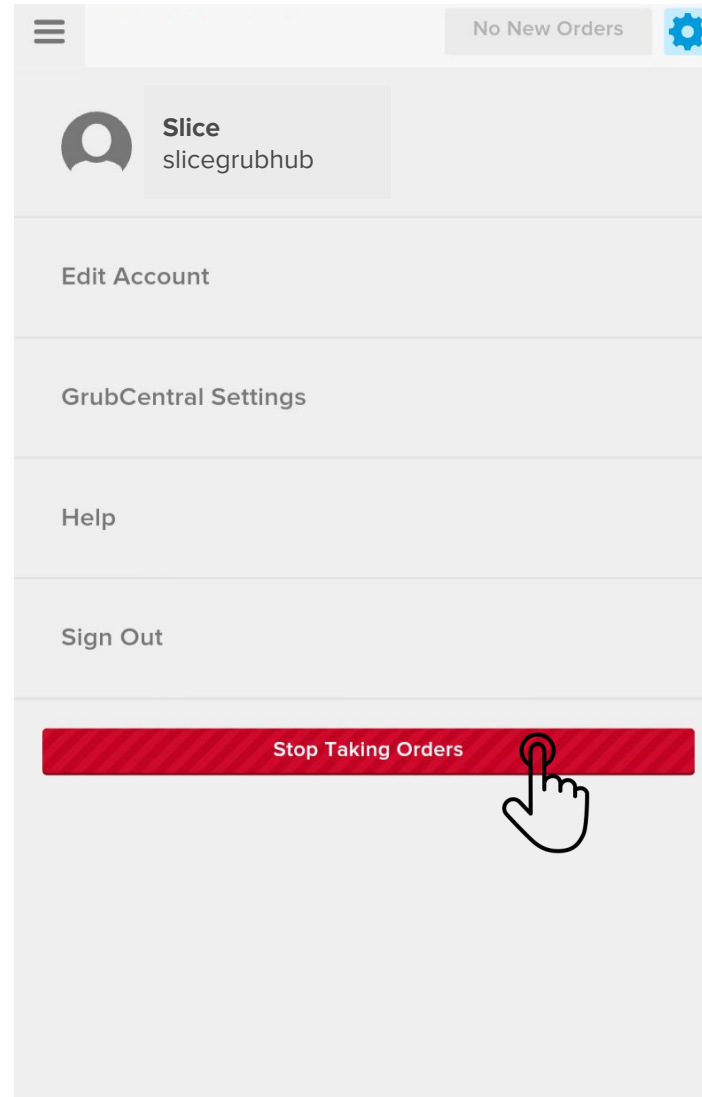 No New Orders
Slice
slicegrubhub
Edit Account
GrubCentral Settings
Help
Sign Out
Stop Taking Orders